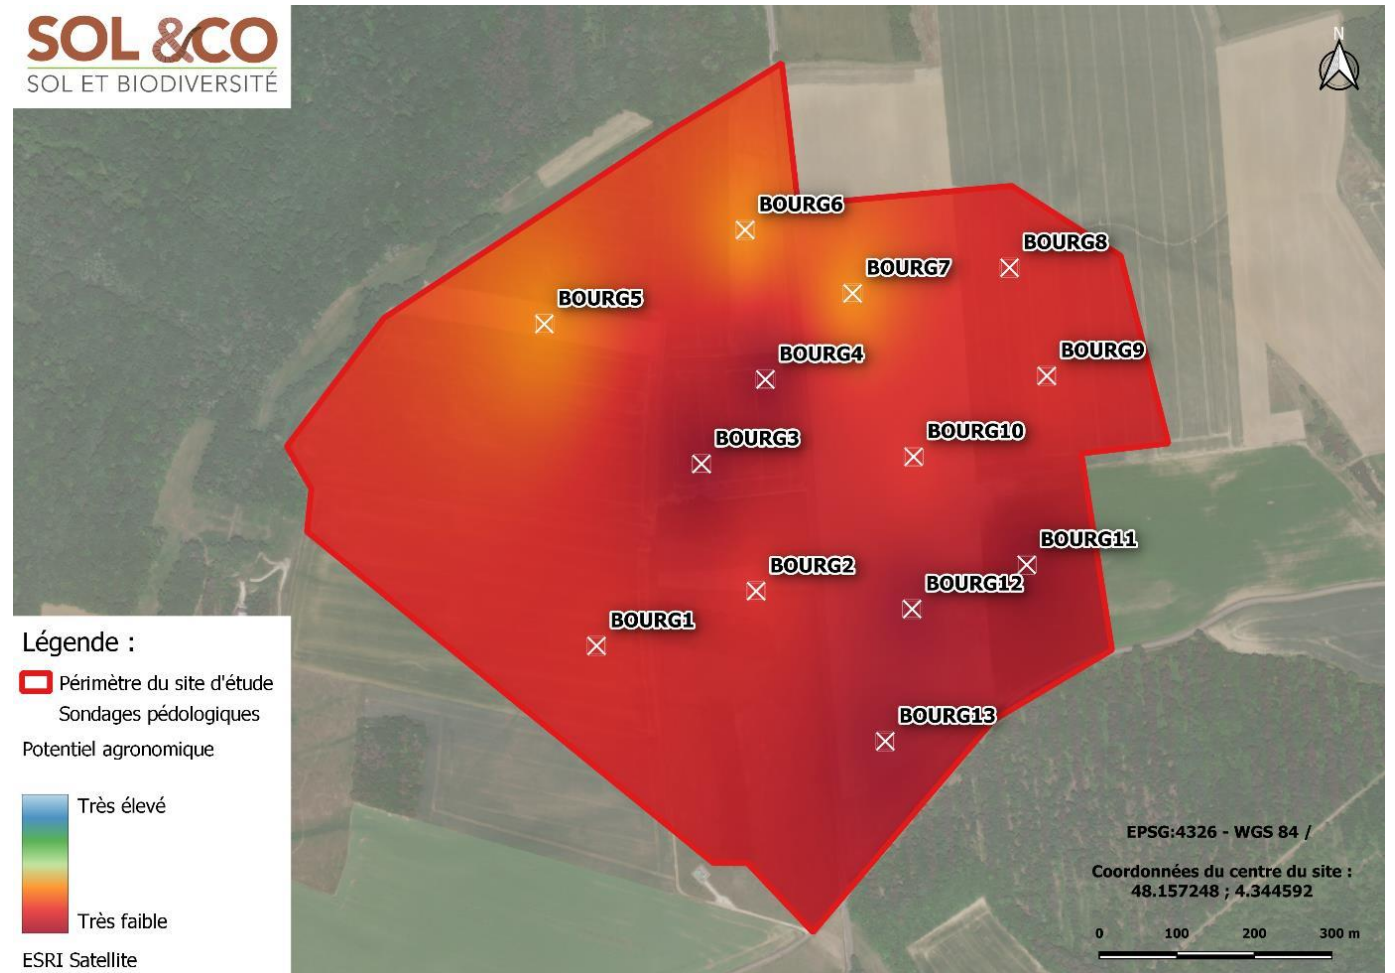 SOL &CO
SOL ET BIODIVERSITÉ
N
BOURG6
BOURG8
BOURG7
BOURG5
BOURG4
BOURG9
BOURG3
BOURG10
BOURG11
BOURG2
BOURG12
BOURG1
BOURG13
Légende :
Périmètre du site d'étude
Sondages pédologiques
Potentiel agronomique
Très élevé
Très faible
ESRI Satellite
EPSG:4326 - WGS 84 /
Coordonnées du centre du site :
48.157248 ; 4.344592
0 100 200 300 m